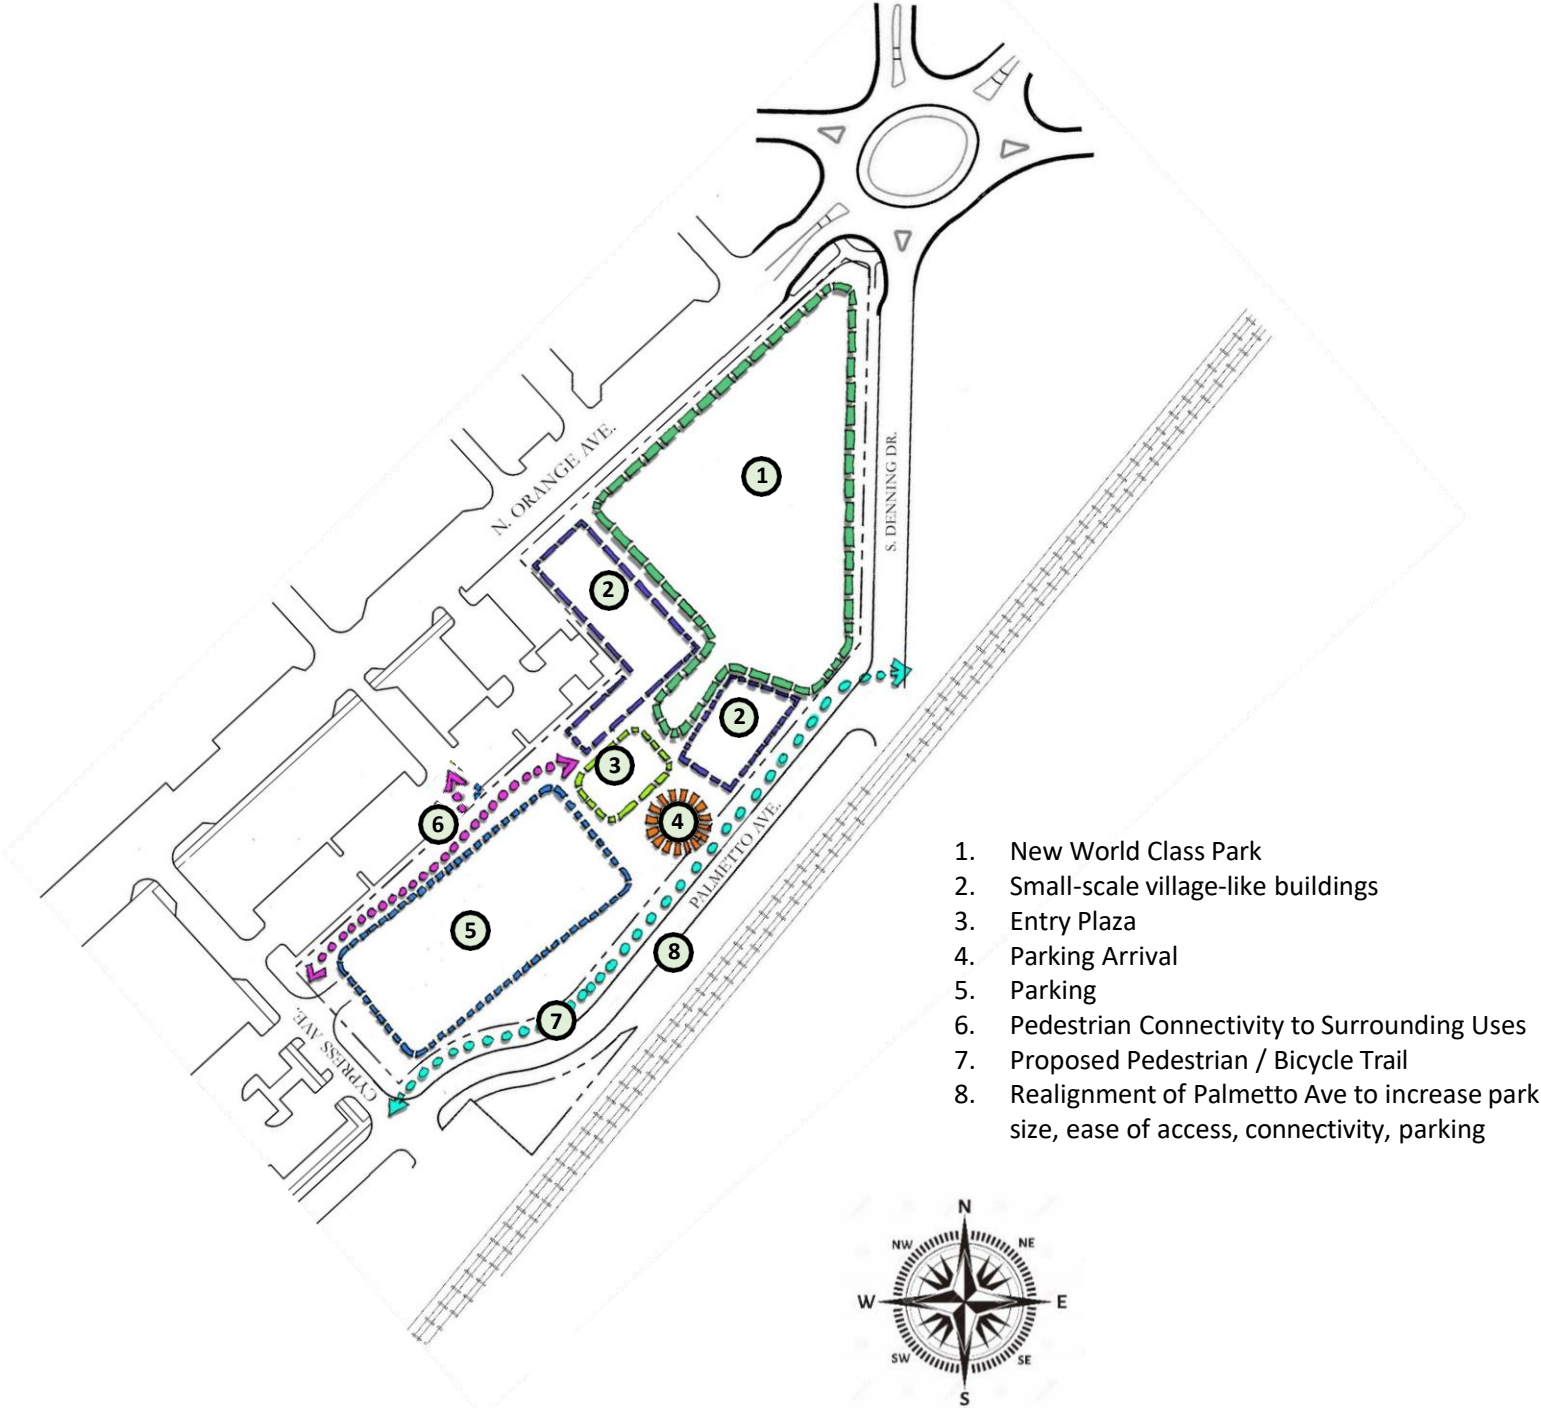 N. ORANGE AVE.
1
S. DENNING DR.
2
2
3
4
6
PALMETTO AVE.
5
8
7
CYPRESS AVE.
1. New World Class Park
2. Small-scale village-like buildings
3. Entry Plaza
4. Parking Arrival
5. Parking
6. Pedestrian Connectivity to Surrounding Uses
7. Proposed Pedestrian / Bicycle Trail
8. Realignment of Palmetto Ave to increase park
size, ease of access, connectivity, parking
N
NW NE
W E
SW SE
S